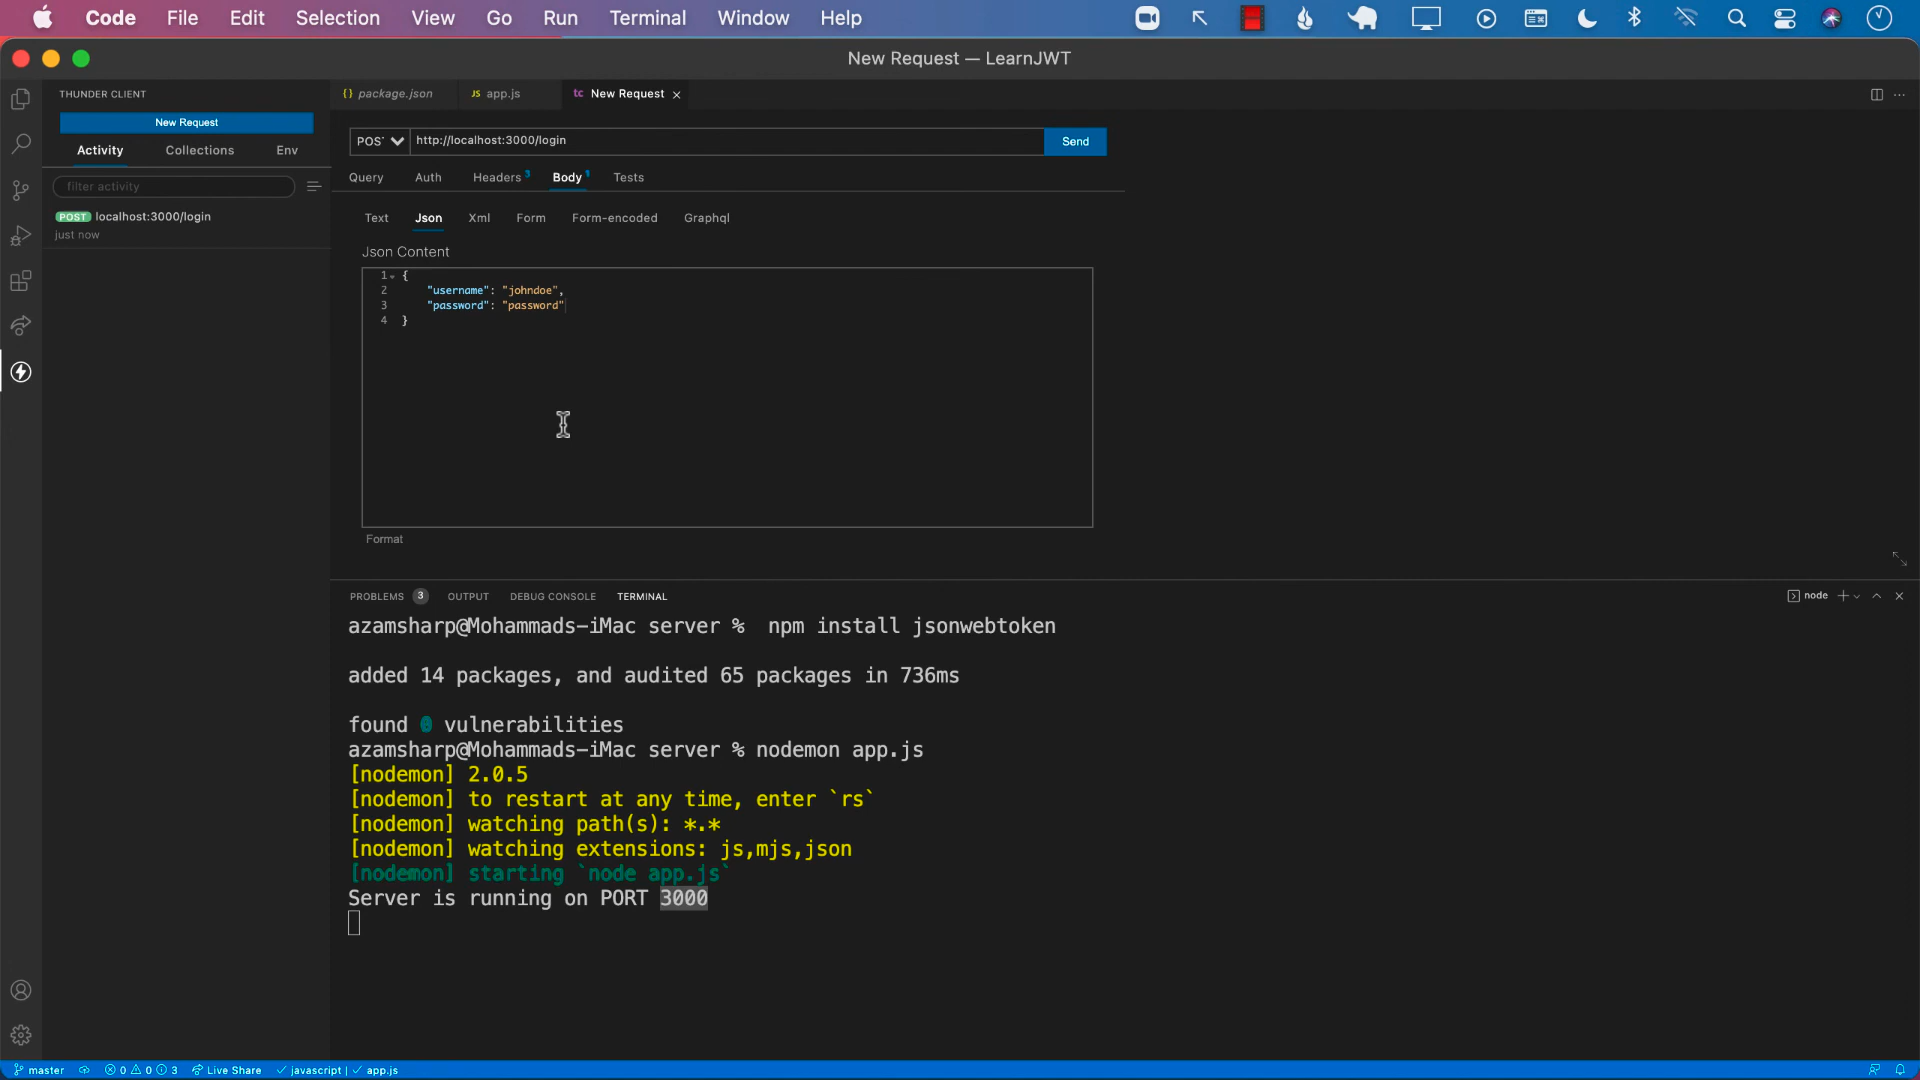 Code File Edit Selection View Go Run Terminal Window Help
New Request — LearnJWT
THUNDER CLIENT
New Request
Activity Collections Env
filter activity
POST localhost:3000/login
just now
{} package.json
JS app.js
tc New Request
POS
http://localhost:3000/login
Send
Query Auth Headers 3 Body 1 Tests
Text Json Xml Form Form-encoded Graphql
Json Content
1 {
2 "username": "johndoe",
3 "password": "password"
4 }
Format
PROBLEMS 3 OUTPUT DEBUG CONSOLE TERMINAL
node
azamsharp@Mohammads-iMac server %  npm install jsonwebtoken
added 14 packages, and audited 65 packages in 736ms
found 0 vulnerabilities
azamsharp@Mohammads-iMac server % nodemon app.js
[nodemon] 2.0.5
[nodemon] to restart at any time, enter `rs`
[nodemon] watching path(s): *.*
[nodemon] watching extensions: js,mjs,json
[nodemon] starting `node app.js`
Server is running on PORT 3000
master 0 0 3 Live Share javascript | app.js